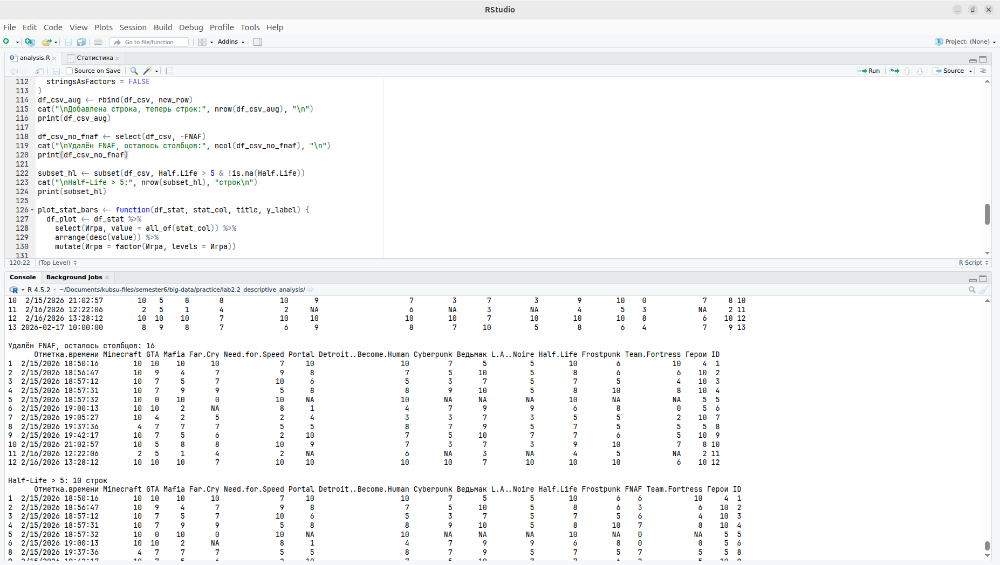 RStudio
File Edit Code View Plots Session Build Debug Profile Tools Help
Go to file/function Addins Project: (None)
analysis.R Статистика
Source on Save Run Source
112 stringsAsFactors = FALSE
113 )
114 df_csv_aug <- rbind(df_csv, new_row)
115 cat("\nДобавлена строка, теперь строк:", nrow(df_csv_aug), "\n")
116 print(df_csv_aug)
117
118 df_csv_no_fnaf <- select(df_csv, -FNAF)
119 cat("\nУдалён FNAF, осталось столбцов:", ncol(df_csv_no_fnaf), "\n")
120 print(df_csv_no_fnaf)
121
122 subset_hl <- subset(df_csv, Half.Life > 5 & !is.na(Half.Life))
123 cat("\nHalf-Life > 5:", nrow(subset_hl), "строк\n")
124 print(subset_hl)
125
126 plot_stat_bars <- function(df_stat, stat_col, title, y_label) {
127 df_plot <- df_stat %>%
128 select(Игра, value = all_of(stat_col)) %>%
129 arrange(desc(value)) %>%
130 mutate(Игра = factor(Игра, levels = Игра))
131
120:22 (Top Level) R Script
Console Background Jobs
R 4.5.2 · ~/Documents/kubsu-files/semester6/big-data/practice/lab2.2_descriptive_analysis/
10 2/15/2026 21:02:57 10 5 8 8 10 9 7 3 7 3 9 10 0 7 8 10
11 2/16/2026 12:22:06 2 5 1 4 2 NA 6 NA 3 NA 4 5 3 NA 2 11
12 2/16/2026 13:28:12 10 10 10 7 10 10 10 10 7 10 10 10 8 6 10 12
13 2026-02-17 10:00:00 8 9 8 7 6 9 8 7 10 5 8 6 4 7 9 13
Удалён FNAF, осталось столбцов: 16
Отметка.времени Minecraft GTA Mafia Far.Cry Need.for.Speed Portal Detroit..Become.Human Cyberpunk Ведьмак L.A..Noire Half.Life Frostpunk Team.Fortress Герои ID
1 2/15/2026 18:50:16 10 10 10 10 7 10 10 7 5 5 10 6 10 4 1
2 2/15/2026 18:56:47 10 9 4 7 9 8 7 5 10 5 8 6 6 10 2
3 2/15/2026 18:57:12 10 7 5 7 10 6 5 3 7 5 7 5 4 10 3
4 2/15/2026 18:57:31 10 7 9 9 5 8 8 9 10 5 8 10 8 10 4
5 2/15/2026 18:57:32 10 0 10 0 10 NA 10 NA NA NA 10 NA NA 5 5
6 2/15/2026 19:00:13 10 10 2 NA 8 1 4 7 9 9 6 8 0 5 6
7 2/15/2026 19:05:27 10 4 2 5 2 4 3 3 7 3 5 5 2 10 7
8 2/15/2026 19:37:36 4 7 7 7 5 5 8 7 9 5 7 5 5 5 8
9 2/15/2026 19:42:17 10 7 5 6 2 10 7 5 10 7 7 6 5 10 9
10 2/15/2026 21:02:57 10 5 8 8 10 9 7 3 7 3 9 10 7 8 10
11 2/16/2026 12:22:06 2 5 1 4 2 NA 6 NA 3 NA 4 5 NA 2 11
12 2/16/2026 13:28:12 10 10 10 7 10 10 10 10 7 10 10 10 6 10 12
Half-Life > 5: 10 строк
Отметка.времени Minecraft GTA Mafia Far.Cry Need.for.Speed Portal Detroit..Become.Human Cyberpunk Ведьмак L.A..Noire Half.Life Frostpunk FNAF Team.Fortress Герои ID
1 2/15/2026 18:50:16 10 10 10 10 7 10 10 7 5 5 10 6 6 10 4 1
2 2/15/2026 18:56:47 10 9 4 7 9 8 7 5 10 5 8 6 3 6 10 2
3 2/15/2026 18:57:12 10 7 5 7 10 6 5 3 7 5 7 5 6 4 10 3
4 2/15/2026 18:57:31 10 7 9 9 5 8 8 9 10 5 8 10 7 8 10 4
5 2/15/2026 18:57:32 10 0 10 0 10 NA 10 NA NA NA 10 NA 0 NA 5 5
6 2/15/2026 19:00:13 10 10 2 NA 8 1 4 7 9 9 6 8 0 0 5 6
8 2/15/2026 19:37:36 4 7 7 7 5 5 8 7 9 5 7 5 7 5 5 8